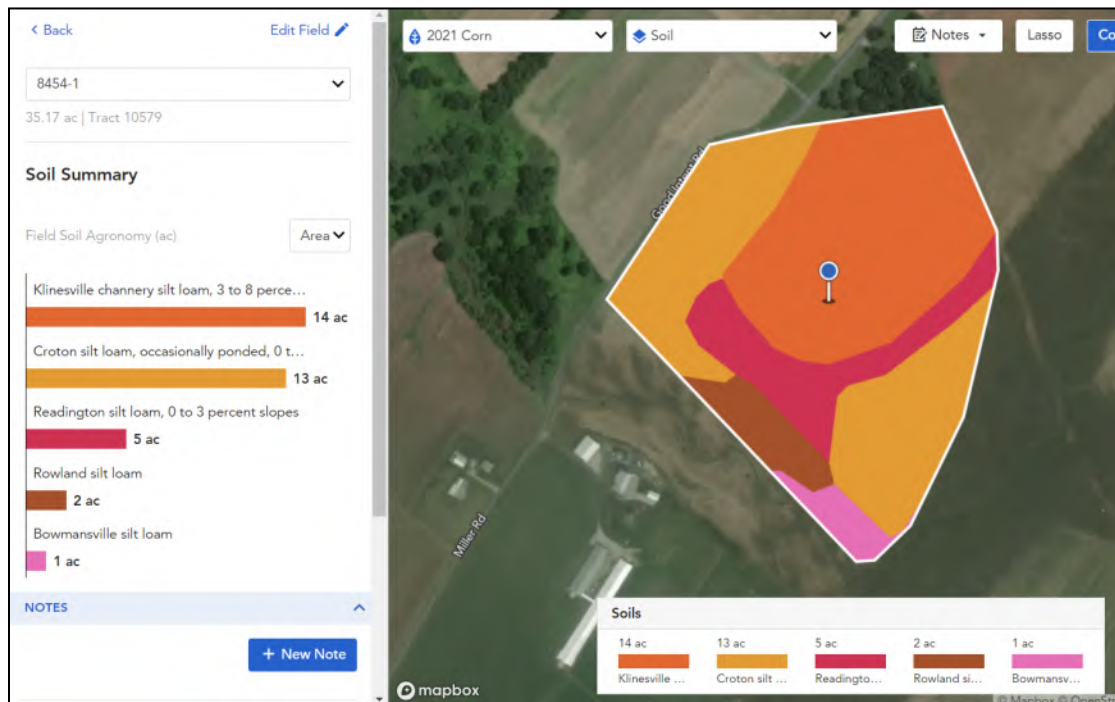 < Back
Edit Field
8454-1
35.17 ac | Tract 10579
Soil Summary
Field Soil Agronomy (ac)
Area
Klinesville channery silt loam, 3 to 8 perce...
14 ac
Croton silt loam, occasionally ponded, 0 t...
13 ac
Readington silt loam, 0 to 3 percent slopes
5 ac
Rowland silt loam
2 ac
Bowmansville silt loam
1 ac
NOTES
+ New Note
2021 Corn
Soil
Notes
Lasso
Co
Miller Rd
Soils
14 ac
13 ac
5 ac
2 ac
1 ac
Klinesville ...
Croton silt ...
Readingto...
Rowland si...
Bowmansv...
mapbox
© Mapbox © OpenStr